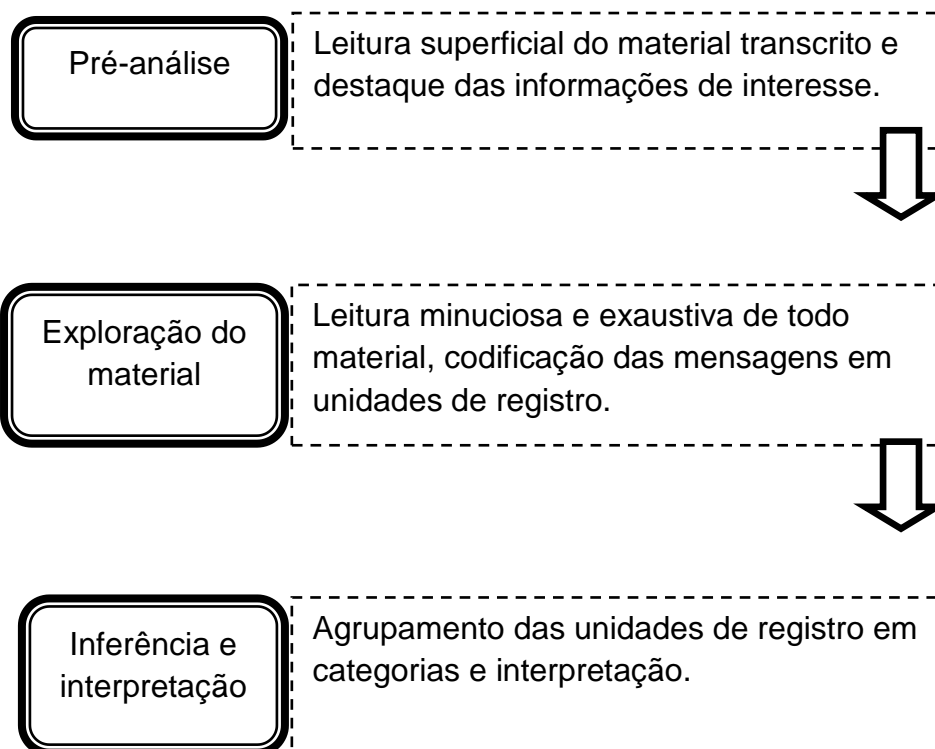 Pré-análise
Leitura superficial do material transcrito e
destaque das informações de interesse.
Exploração do
material
Leitura minuciosa e exaustiva de todo
material, codificação das mensagens em
unidades de registro.
Inferência e
interpretação
Agrupamento das unidades de registro em
categorias e interpretação.